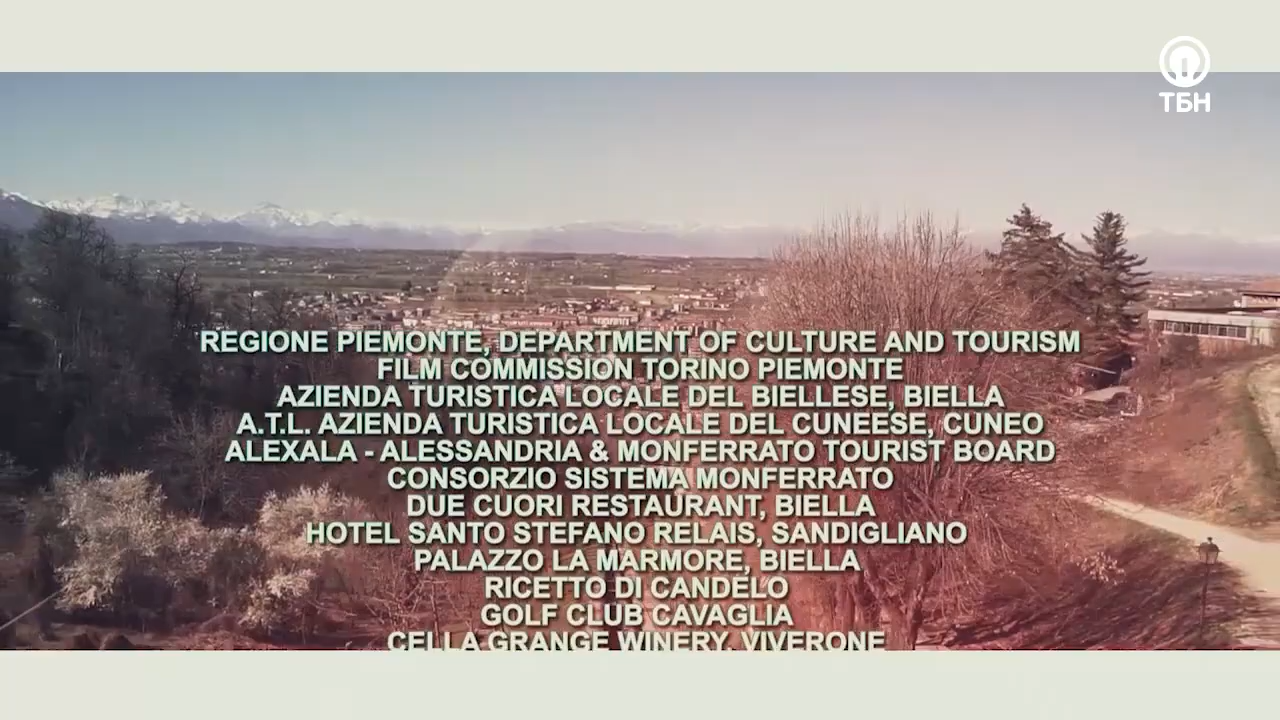 ТБН
REGIONE PIEMONTE, DEPARTMENT OF CULTURE AND TOURISM
FILM COMMISSION TORINO PIEMONTE
AZIENDA TURISTICA LOCALE DEL BIELLESE, BIELLA
A.T.L. AZIENDA TURISTICA LOCALE DEL CUNEESE, CUNEO
ALEXALA - ALESSANDRIA & MONFERRATO TOURIST BOARD
CONSORZIO SISTEMA MONFERRATO
DUE CUORI RESTAURANT, BIELLA
HOTEL SANTO STEFANO RELAIS, SANDIGLIANO
PALAZZO LA MARMORE, BIELLA
RICETTO DI CANDELO
GOLF CLUB CAVAGLIA
CELLA GRANGE WINERY, VIVERONE